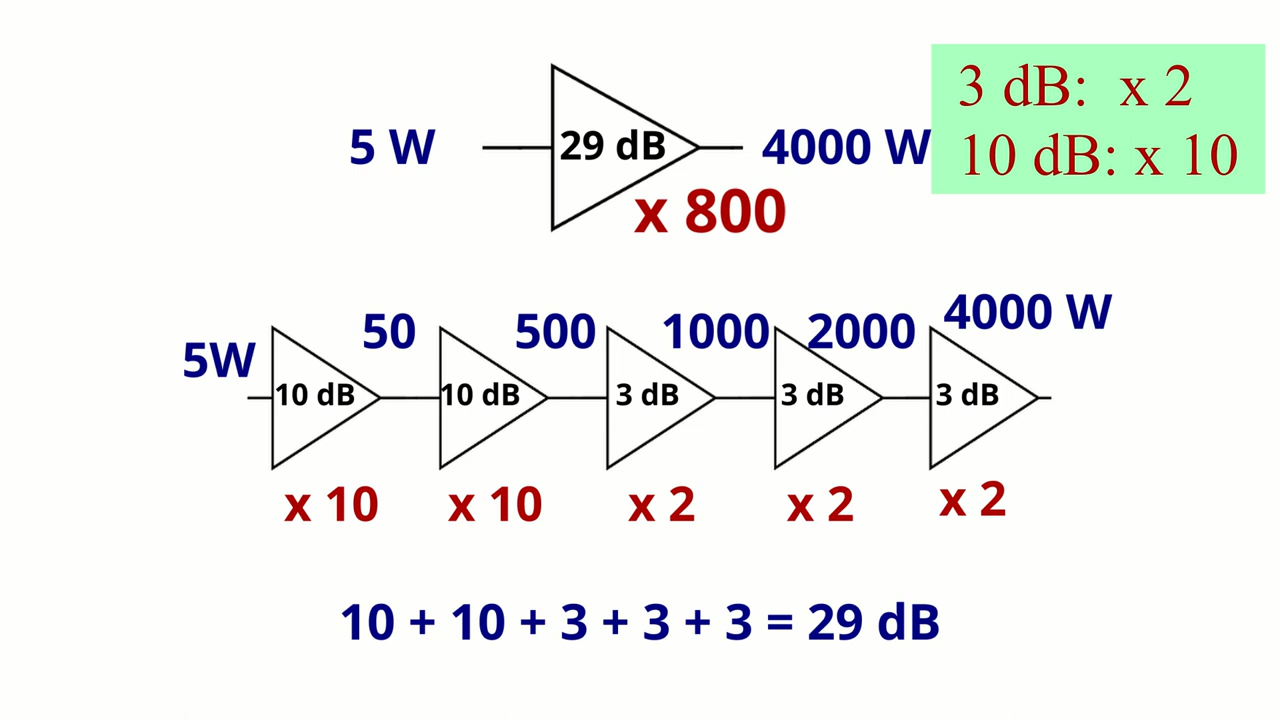 3 dB: x 2
10 dB: x 10
5 W 29 dB 4000 W
x 800
5W 50 500 1000 2000 4000 W
10 dB 10 dB 3 dB 3 dB 3 dB
x 10 x 10 x 2 x 2 x 2
10 + 10 + 3 + 3 + 3 = 29 dB